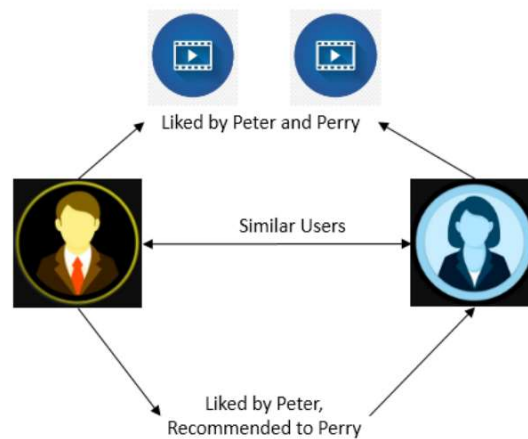 Liked by Peter and Perry
Similar Users
Liked by Peter,
Recommended to Perry